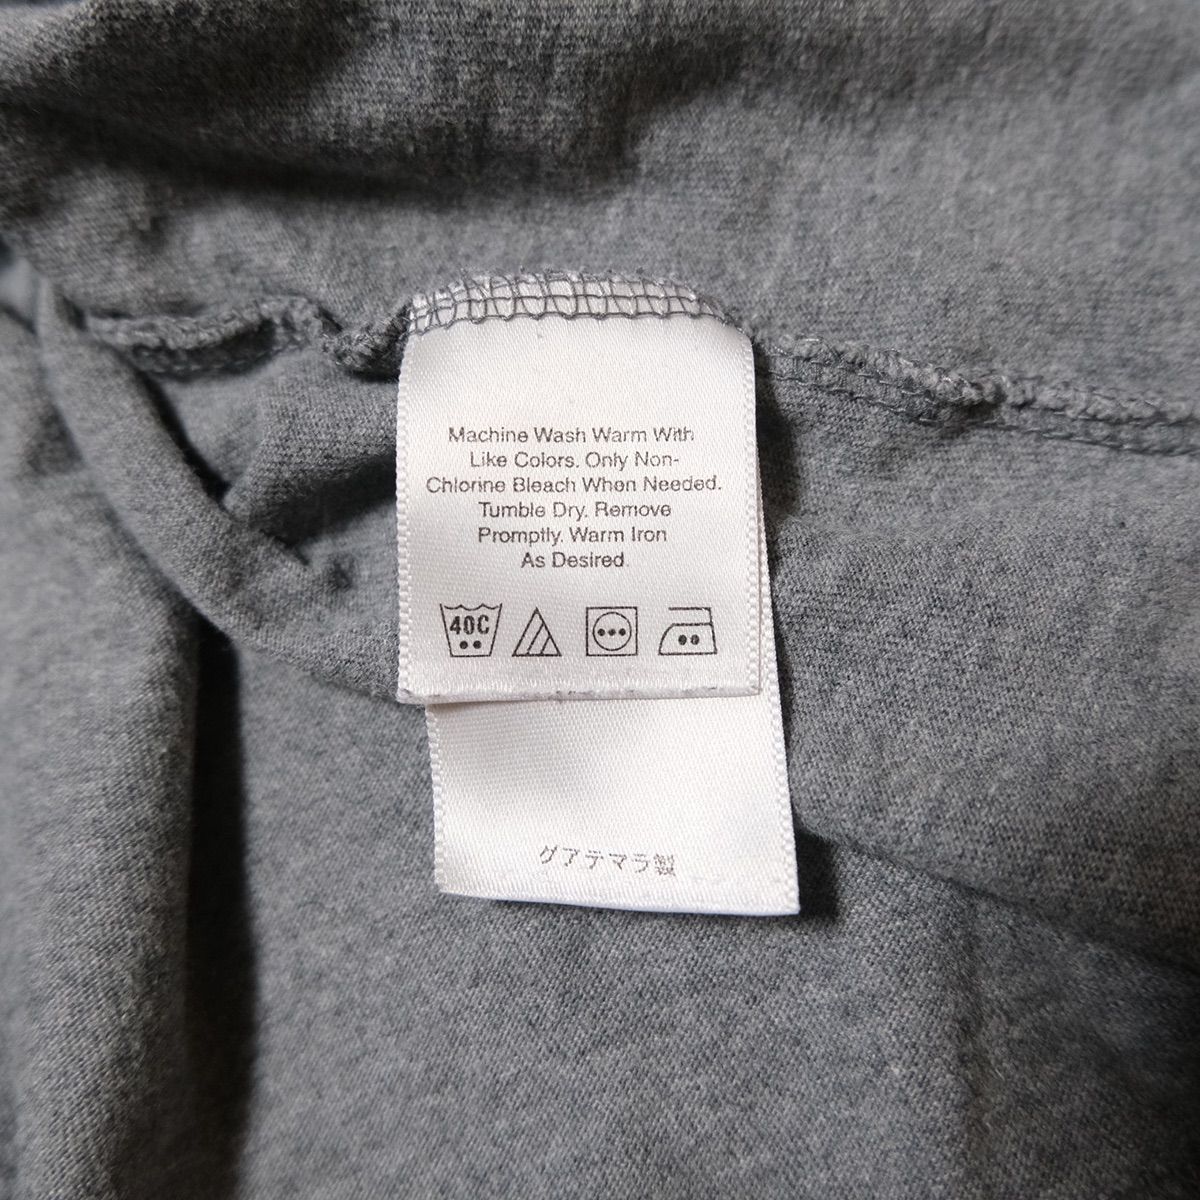 Machine Wash Warm With
Like Colors. Only Non-
Chlorine Bleach When Needed.
Tumble Dry. Remove
Promptly. Warm Iron
As Desired.
40C
グアテマラ製